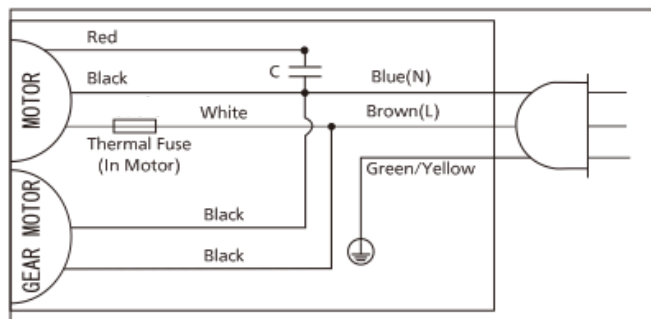 Red
C
Black
Blue(N)
MOTOR
White
Brown(L)
Thermal Fuse
(In Motor)
Green/Yellow
GEAR MOTOR
Black
Black